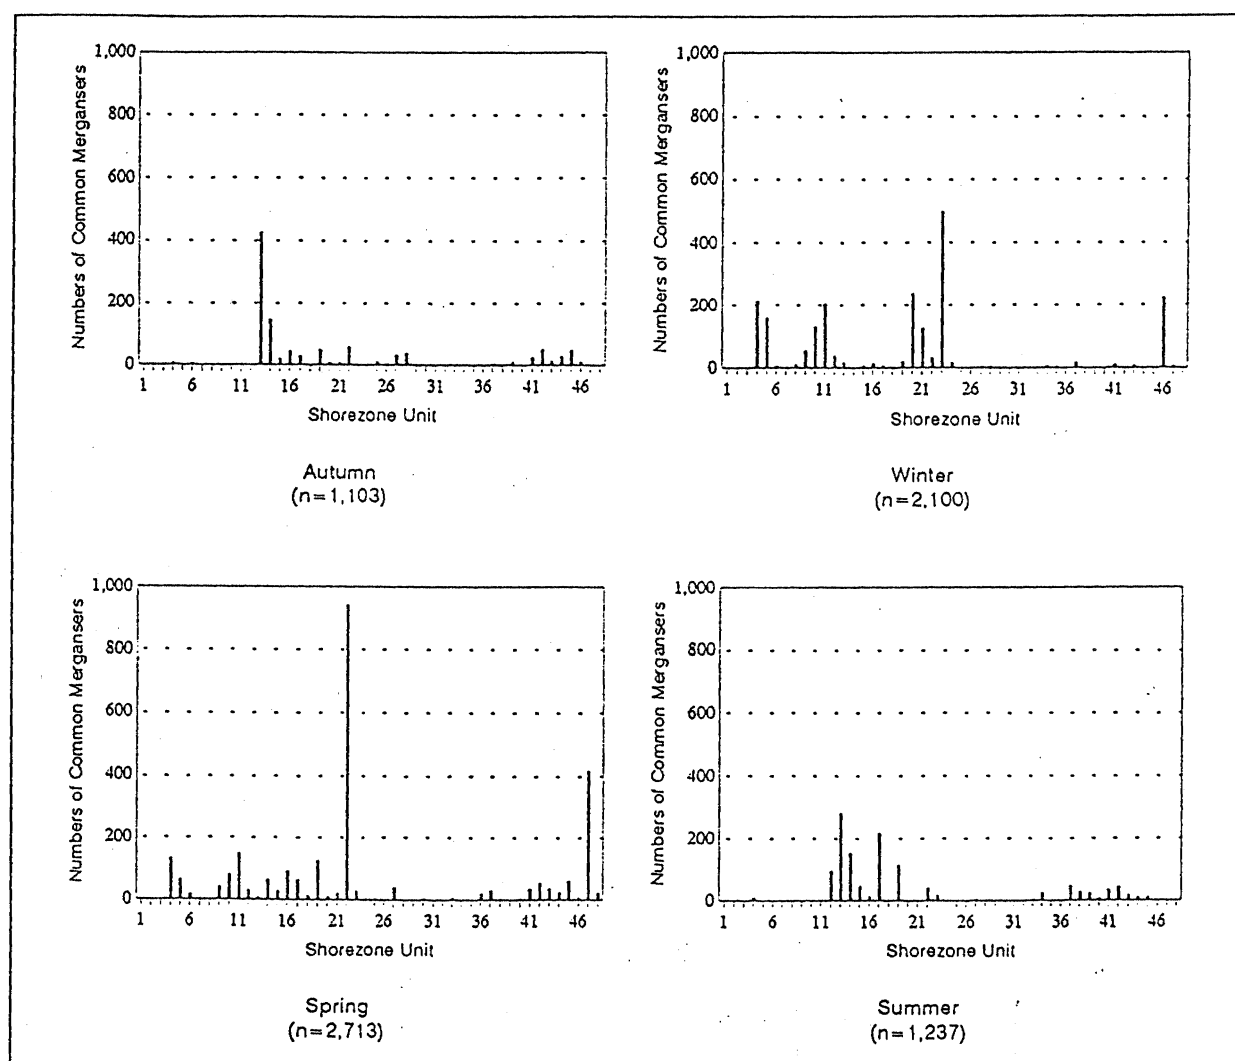 1,000
800
600
400
200
0
Numbers of Common Mergansers
1 6 11 16 21 26 31 36 41 46
Shorezone Unit
Autumn
(n=1,103)
1,000
800
600
400
200
0
Numbers of Common Mergansers
1 6 11 16 21 26 31 36 41 46
Shorezone Unit
Winter
(n=2,100)
1,000
800
600
400
200
0
Numbers of Common Mergansers
1 6 11 16 21 26 31 36 41 46
Shorezone Unit
Spring
(n=2,713)
1,000
800
600
400
200
0
Numbers of Common Mergansers
1 6 11 16 21 26 31 36 41 46
Shorezone Unit
Summer
(n=1,237)